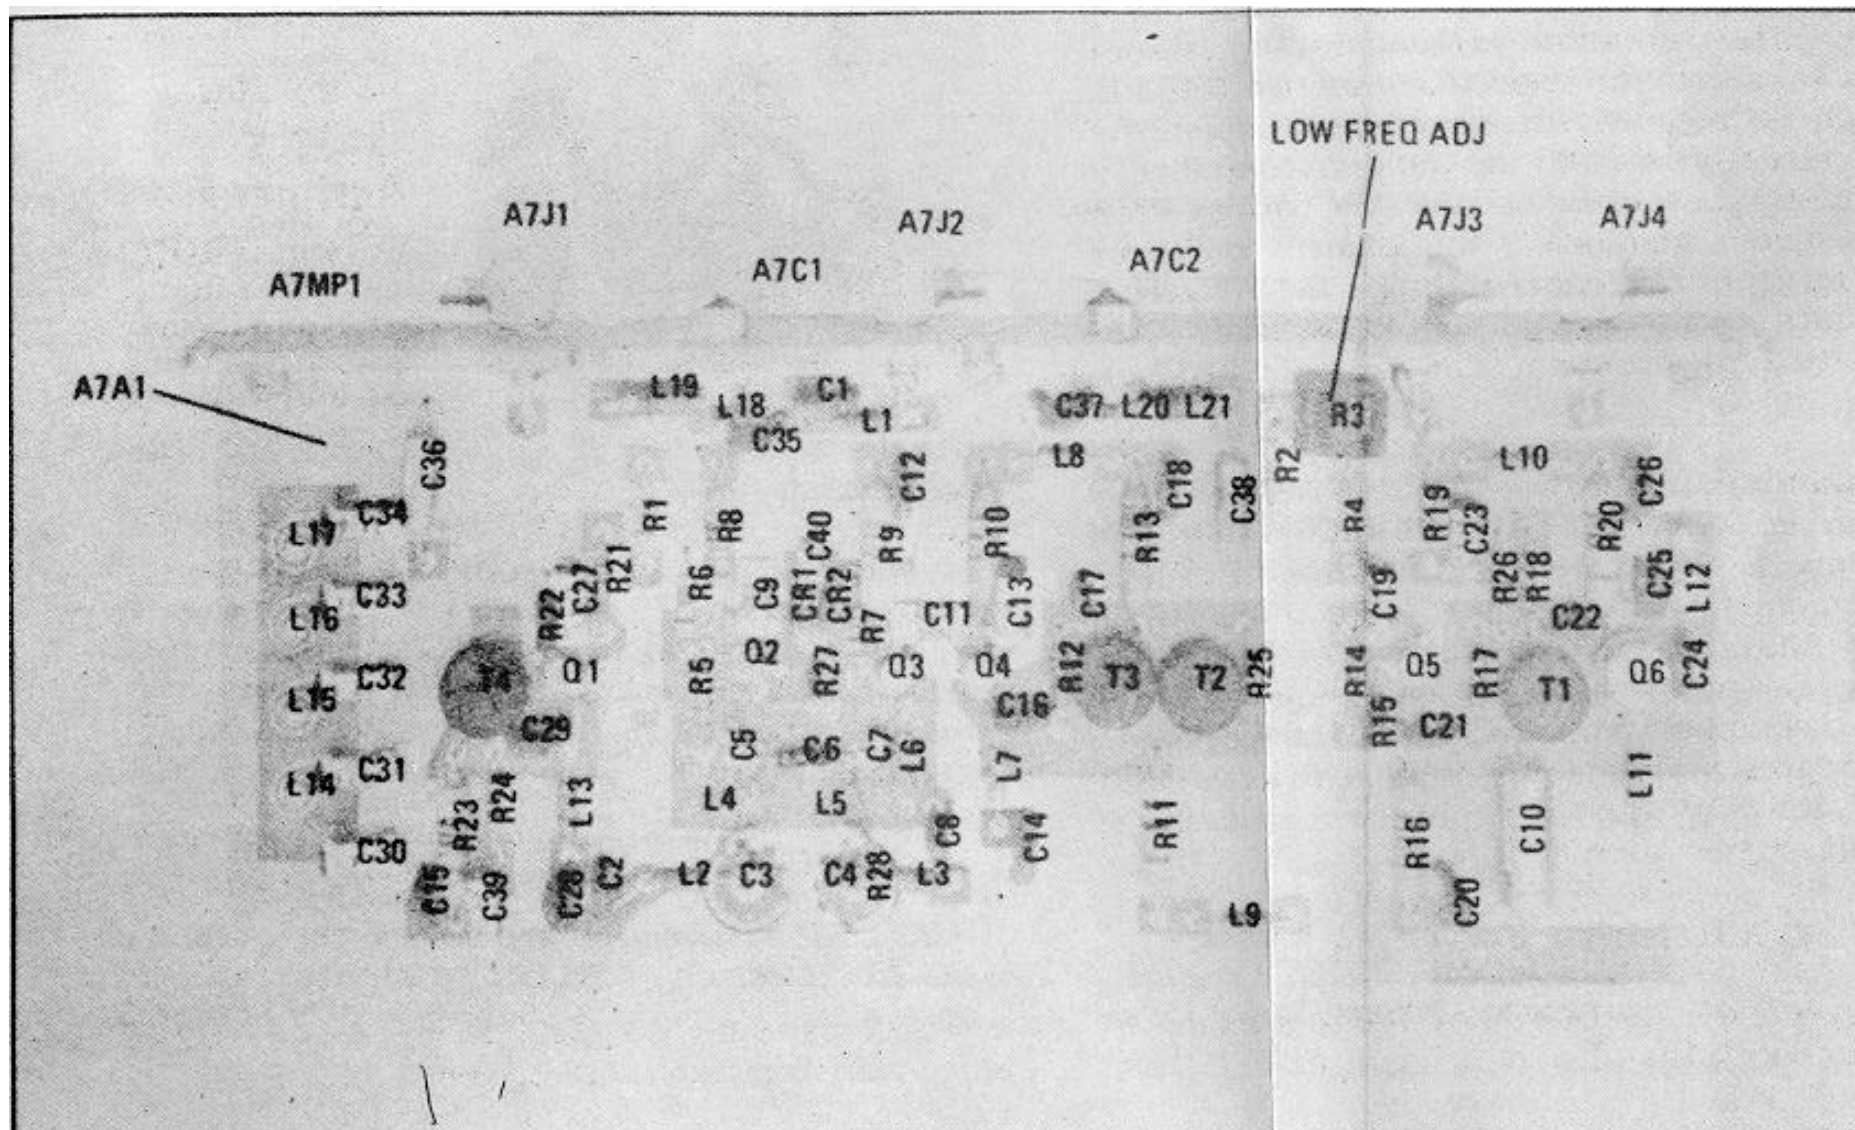 LOW FREQ ADJ
A7J1
A7J2
A7J3
A7J4
A7MP1
A7C1
A7C2
A7A1
L19
L18
C1
L1
C35
C37
L20
L21
R3
C36
C12
L8
C18
C38
R2
L10
C26
L17
C34
R1
R8
C40
R9
R10
R13
R4
R19
C23
R20
L16
C33
R22
C27
R21
R6
C9
CR1
CR2
R7
C11
C13
C17
C19
R26
R18
C22
C25
L12
L15
C32
T4
Q1
R5
Q2
R27
Q3
Q4
R12
T3
T2
R25
R14
Q5
R17
T1
Q6
C24
C29
C5
C6
C7
L6
C16
L7
R15
C21
L11
L14
C31
R23
R24
L13
L4
L5
C8
C14
R11
R16
C10
C30
C15
C39
C28
C2
L2
C3
C4
R28
L3
L9
C20